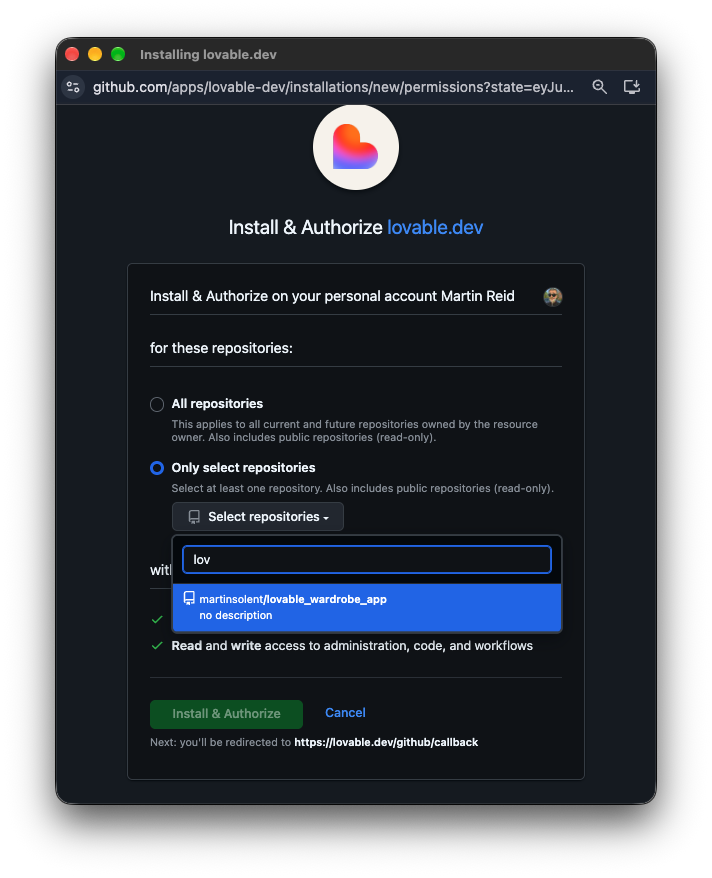 Installing lovable.dev
github.com/apps/lovable-dev/installations/new/permissions?state=eyJu...
Install & Authorize lovable.dev
Install & Authorize on your personal account Martin Reid
for these repositories:
All repositories
This applies to all current and future repositories owned by the resource
owner. Also includes public repositories (read-only).
Only select repositories
Select at least one repository. Also includes public repositories (read-only).
Select repositories
lov
martinsolent/lovable_wardrobe_app
no description
Read and write access to administration, code, and workflows
Install & Authorize
Cancel
Next: you'll be redirected to https://lovable.dev/github/callback